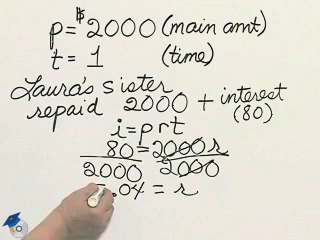 p = $2000 (main amt)
t = 1 (time)
Laura's sister
repaid 2000 + interest
(80)
i = prt
80 = 2000r
2000 2000
.04 = r